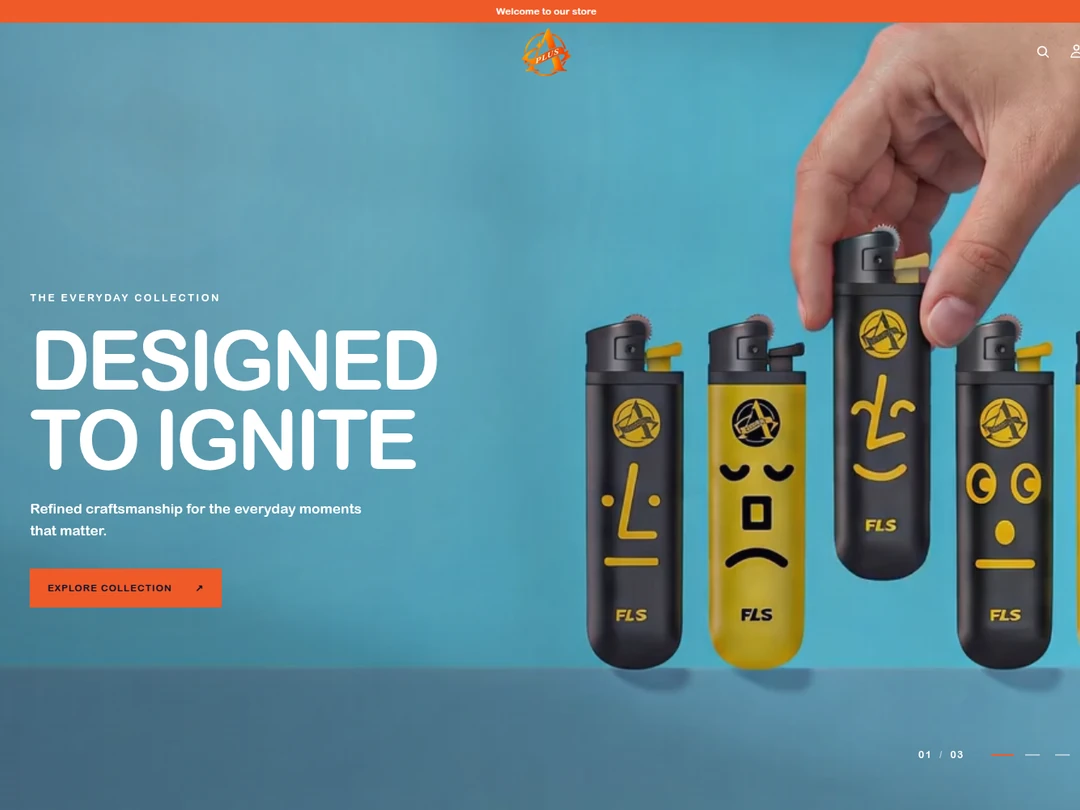 Welcome to our store
A
PLUS
THE EVERYDAY COLLECTION
DESIGNED
TO IGNITE
Refined craftsmanship for the everyday moments
that matter.
EXPLORE COLLECTION ↗
FLS
FLS
FLS
FLS
01 / 03